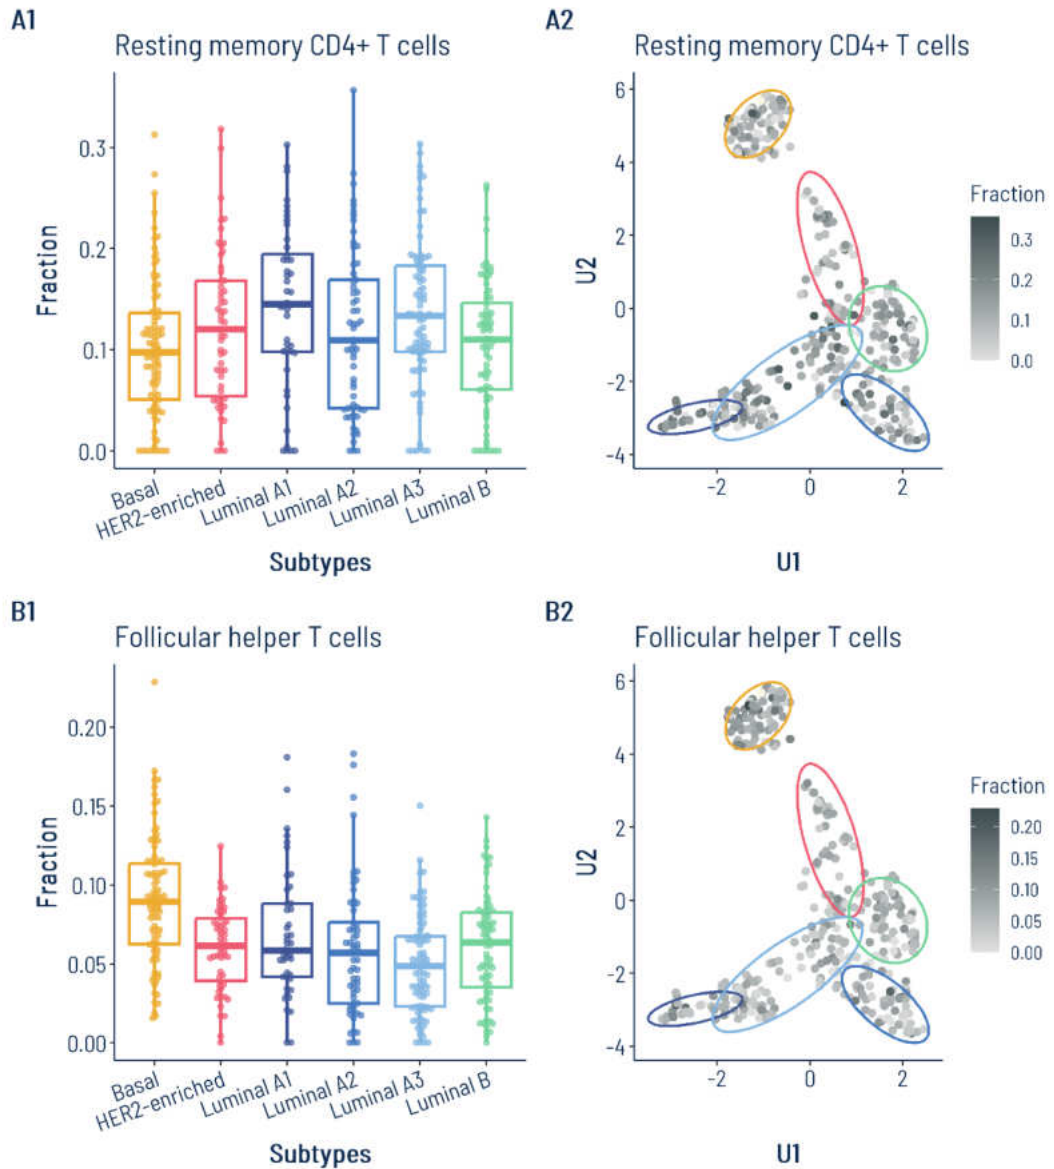 A1
Resting memory CD4+ T cells
Fraction
0.3
0.2
0.1
0.0
Basal
HER2-enriched
Luminal A1
Luminal A2
Luminal A3
Luminal B
Subtypes
A2
Resting memory CD4+ T cells
U2
6
4
2
0
−2
−4
−2
0
2
U1
Fraction
0.3
0.2
0.1
0.0
B1
Follicular helper T cells
Fraction
0.20
0.15
0.10
0.05
0.00
Basal
HER2-enriched
Luminal A1
Luminal A2
Luminal A3
Luminal B
Subtypes
B2
Follicular helper T cells
U2
6
4
2
0
−2
−4
−2
0
2
U1
Fraction
0.20
0.15
0.10
0.05
0.00